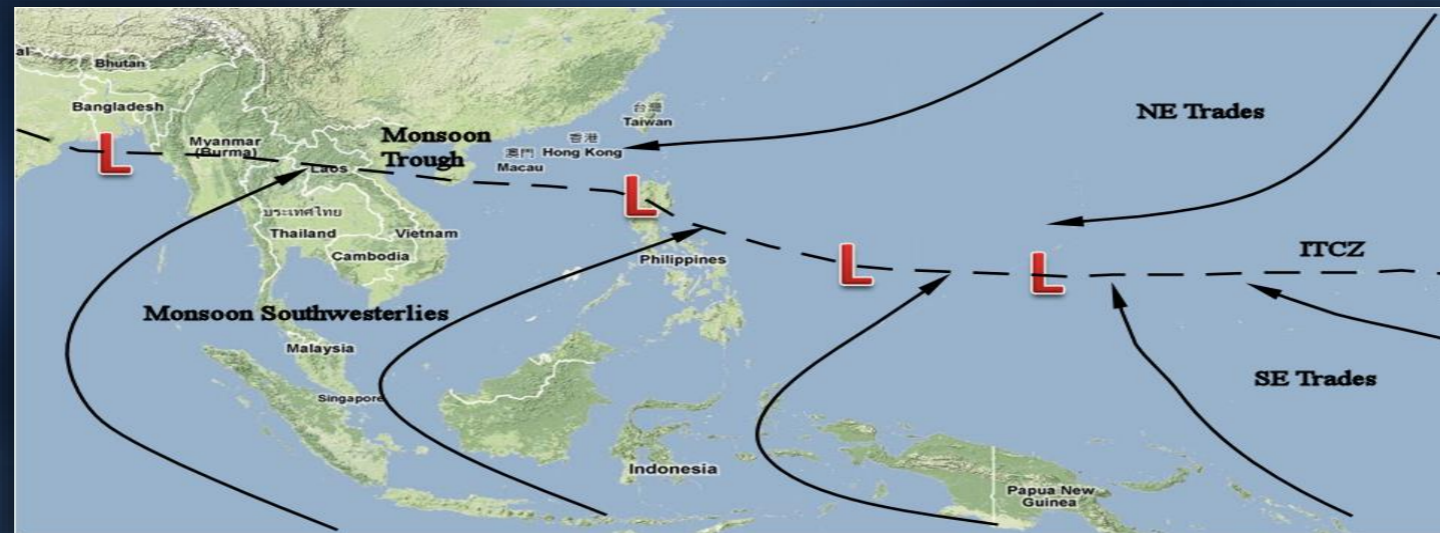 al
Bhutan
Bangladesh
Myanmar
(Burma)
Laos
Monsoon
Trough
台灣
Taiwan
香港
Hong Kong
澳門
Macau
NE Trades
L
L
L
L
ประเทศไทย
Thailand
Vietnam
Cambodia
Philippines
ITCZ
Monsoon Southwesterlies
Malaysia
Singapore
SE Trades
Indonesia
Papua New
Guinea